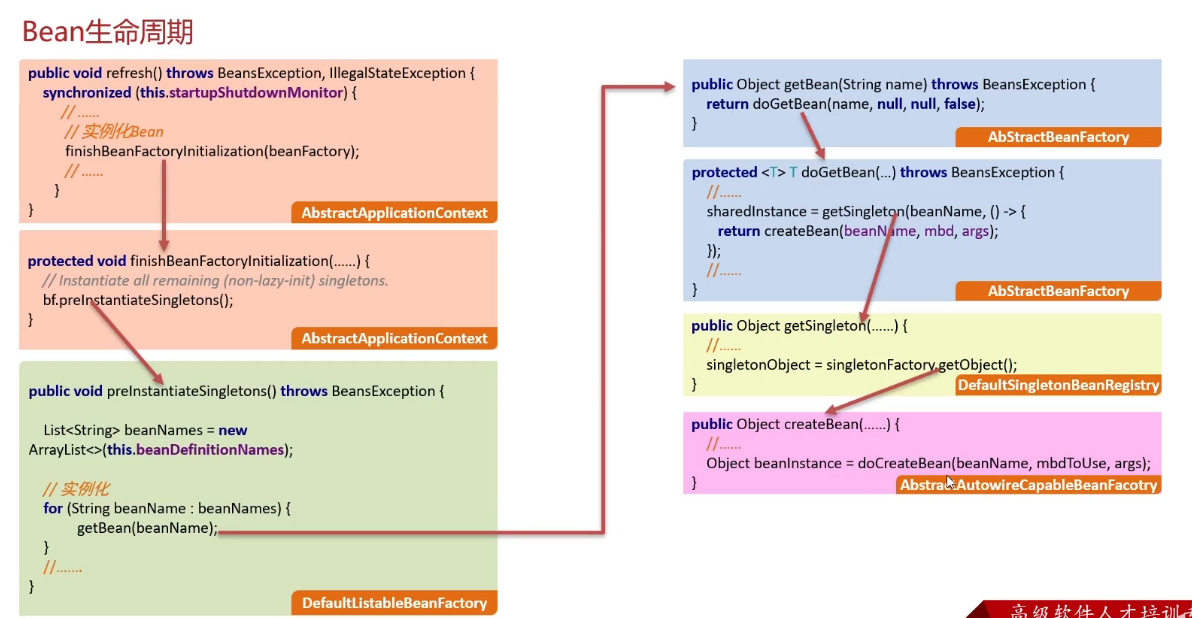 Bean生命周期
public void refresh() throws BeansException, IllegalStateException {
synchronized (this.startupShutdownMonitor) {
// ......
// 实例化Bean
finishBeanFactoryInitialization(beanFactory);
// ......
}
}
AbstractApplicationContext
protected void finishBeanFactoryInitialization(......) {
// Instantiate all remaining (non-lazy-init) singletons.
bf.preInstantiateSingletons();
}
AbstractApplicationContext
public void preInstantiateSingletons() throws BeansException {
List<String> beanNames = new
ArrayList<>(this.beanDefinitionNames);
// 实例化
for (String beanName : beanNames) {
getBean(beanName);
}
//.......
}
DefaultListableBeanFactory
public Object getBean(String name) throws BeansException {
return doGetBean(name, null, null, false);
}
AbStractBeanFactory
protected <T> T doGetBean(...) throws BeansException {
//......
sharedInstance = getSingleton(beanName, () -> {
return createBean(beanName, mbd, args);
});
//......
}
AbStractBeanFactory
public Object getSingleton(......) {
//......
singletonObject = singletonFactory.getObject();
}
DefaultSingletonBeanRegistry
public Object createBean(......) {
//......
Object beanInstance = doCreateBean(beanName, mbdToUse, args);
}
AbstractAutowireCapableBeanFacotry
高级软件人才培训